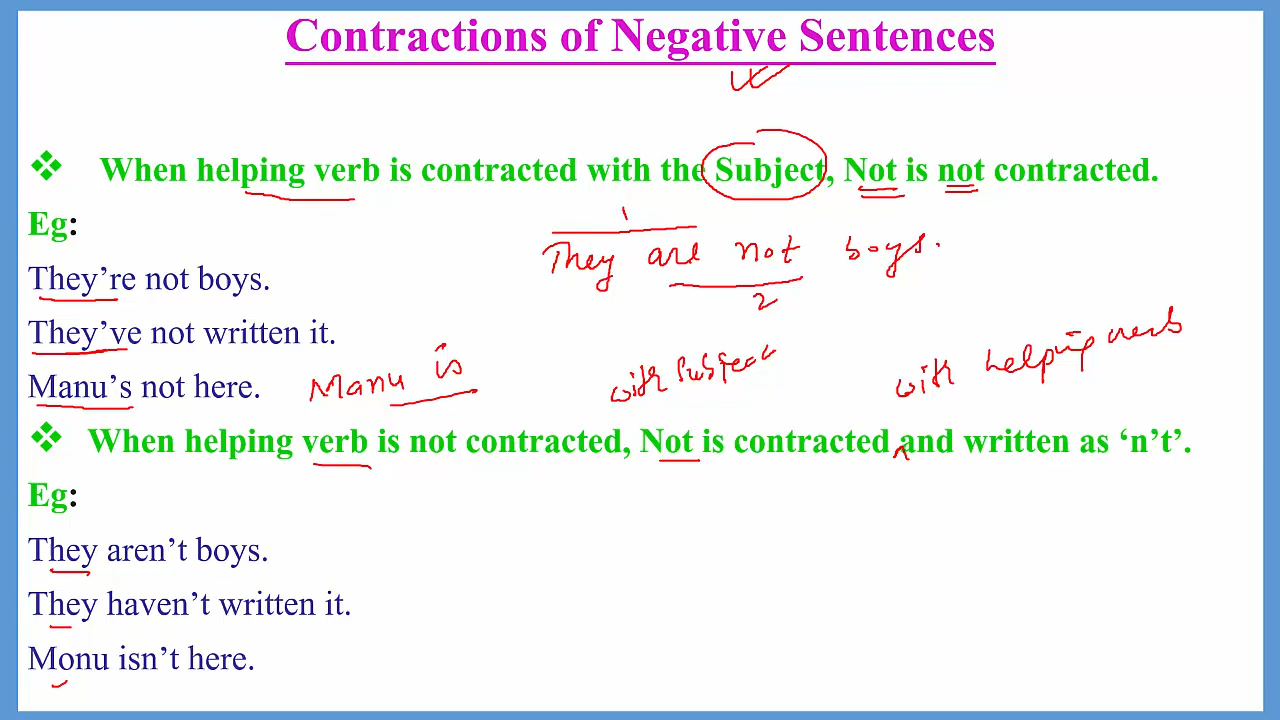 Contractions of Negative Sentences
❖ When helping verb is contracted with the Subject, Not is not contracted.
Eg:
1
They are not boys.
2
They’re not boys.
They’ve not written it.
Manu’s not here.
Manu is
with subject
with helping verb
❖ When helping verb is not contracted, Not is contracted and written as ‘n’t’.
Eg:
They aren’t boys.
They haven’t written it.
Monu isn’t here.